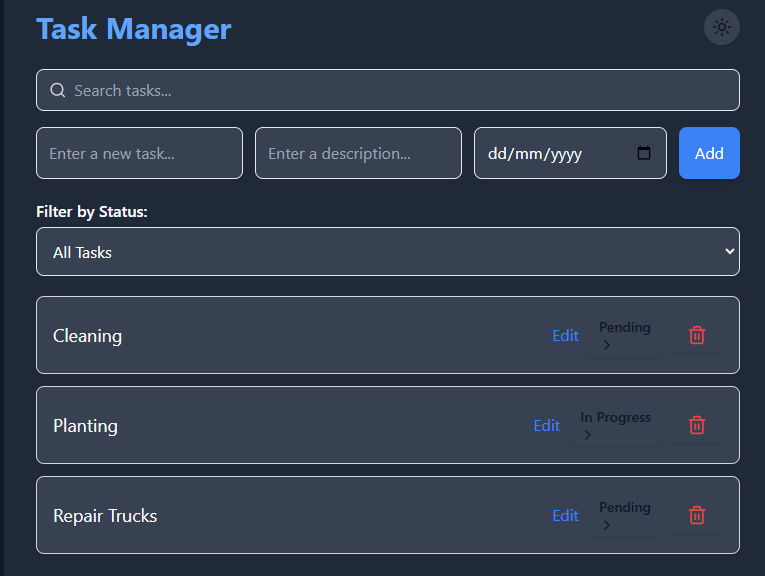 Task Manager
Search tasks...
Enter a new task...
Enter a description...
dd/mm/yyyy
Add
Filter by Status:
All Tasks
Cleaning
Edit
Pending
Planting
Edit
In Progress
Repair Trucks
Edit
Pending